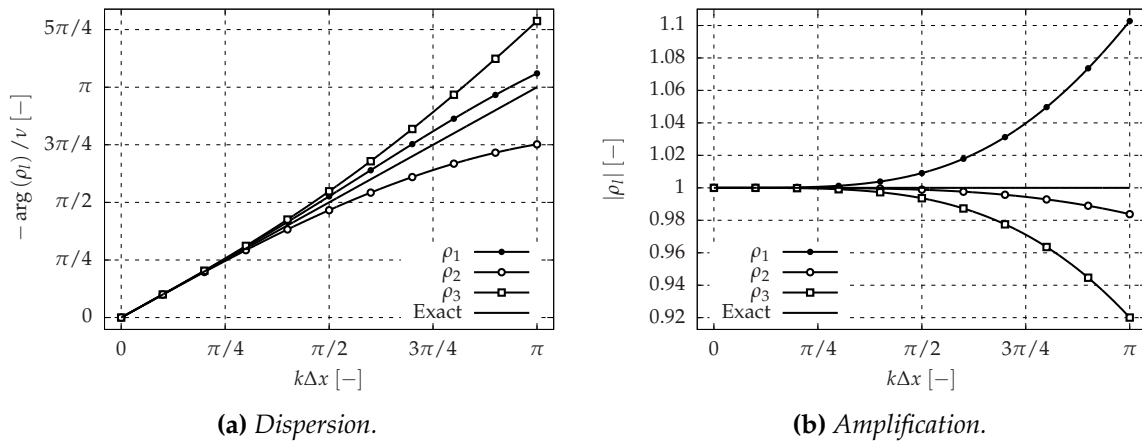 5π/4
π
3π/4
π/2
π/4
0
− arg (ρ_l) /ν [−]
ρ₁
ρ₂
ρ₃
Exact
0 π/4 π/2 3π/4 π
kΔx [−]
(a) Dispersion.
1.1
1.08
1.06
1.04
1.02
1
0.98
0.96
0.94
0.92
|ρ_l| [−]
ρ₁
ρ₂
ρ₃
Exact
0 π/4 π/2 3π/4 π
kΔx [−]
(b) Amplification.